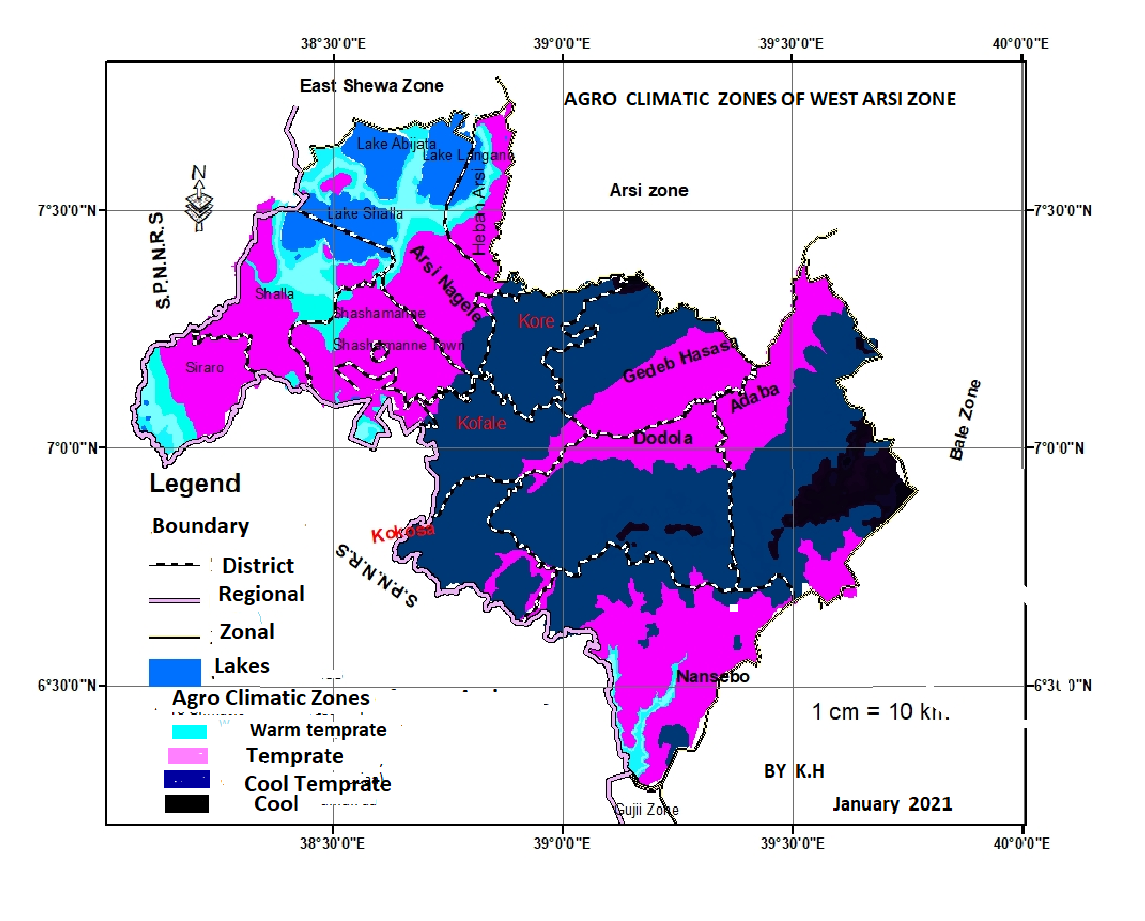 38°30'0"E 39°0'0"E 39°30'0"E 40°0'0"E
East Shewa Zone
AGRO CLIMATIC ZONES OF WEST ARSI ZONE
Lake Abijata
Lake Langano
N
Arsi zone
Heban Arsi
7°30'0"N
7°30'0"N
Lake Shalla
S.P.N.N.R.S
Arsi Nagele
Shalla
Shashamanne
Kore
Shashamanne Town
Siraro
Gedeb Hasasa
Adaba
Kofale
Dodola
Bale Zone
7°0'0"N
7°0'0"N
Legend
Boundary
Kokosa
S.P.N.N.R.S
District
Regional
Zonal
Lakes
Nansebo
6°30'0"N
Agro Climatic Zones
1 cm = 10 km.
Warm temprate
Temprate
BY K.H
Cool Temprate
Cool
January 2021
Gujii Zone
38°30'0"E 39°0'0"E 39°30'0"E 40°0'0"E